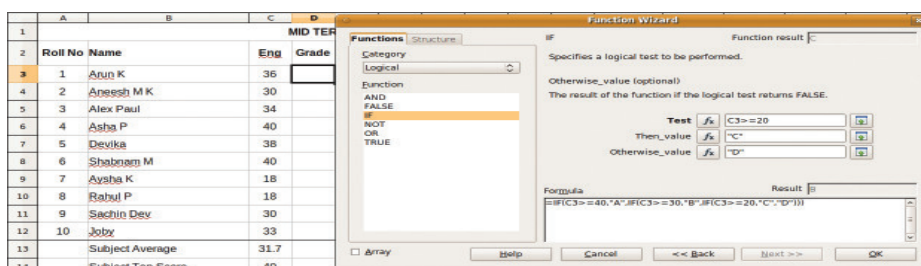 A B C D
1 MID TER
2 Roll No Name Eng Grade
3 1 Arun K 36
4 2 Aneesh M K 30
5 3 Alex Paul 34
6 4 Asha P 40
7 5 Devika 38
8 6 Shabnam M 40
9 7 Aysha K 18
10 8 Rahul P 18
11 9 Sachin Dev 30
12 10 Joby 33
13 Subject Average 31.7
Function Wizard
Functions Structure
Category
Logical
Function
AND
FALSE
IF
NOT
OR
TRUE
Array
IF Function result C
Specifies a logical test to be performed.
Otherwise_value (optional)
The result of the function if the logical test returns FALSE.
Test fx C3>=20
Then_value fx "C"
Otherwise_value fx "D"
Formula Result B
=IF(C3>=40,"A",IF(C3>=30,"B",IF(C3>=20,"C","D")))
Help Cancel << Back Next >> OK